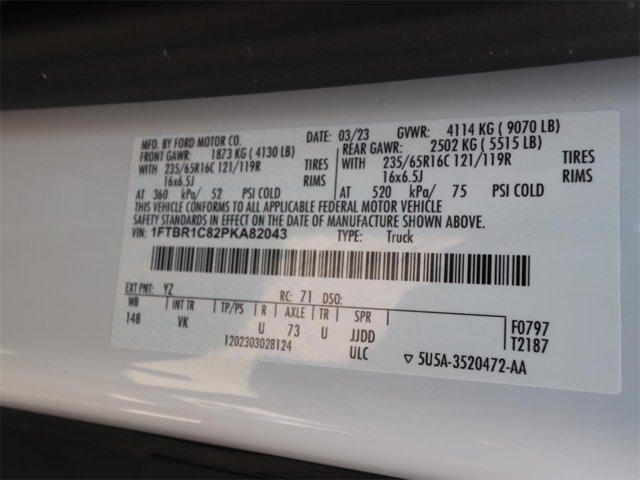 MFD. BY FORD MOTOR CO. DATE: 03/23 GVWR: 4114 KG ( 9070 LB)
FRONT GAWR: 1873 KG ( 4130 LB) REAR GAWR: 2502 KG ( 5515 LB)
WITH 235/65R16C 121/119R TIRES WITH 235/65R16C 121/119R TIRES
16x6.5J RIMS 16x6.5J RIMS
AT 360 kPa/ 52 PSI COLD AT 520 kPa/ 75 PSI COLD
THIS VEHICLE CONFORMS TO ALL APPLICABLE FEDERAL MOTOR VEHICLE
SAFETY STANDARDS IN EFFECT ON THE DATE OF MANUFACTURE SHOWN ABOVE.
VIN: 1FTBR1C82PKA82043 TYPE: Truck
EXT PNT: YZ RC: 71 DSO:
WB INT TR TP/PS R AXLE TR SPR
148 VK U 73 U JJDD F0797
1202303028124 ULC T2187
5U5A-3520472-AA